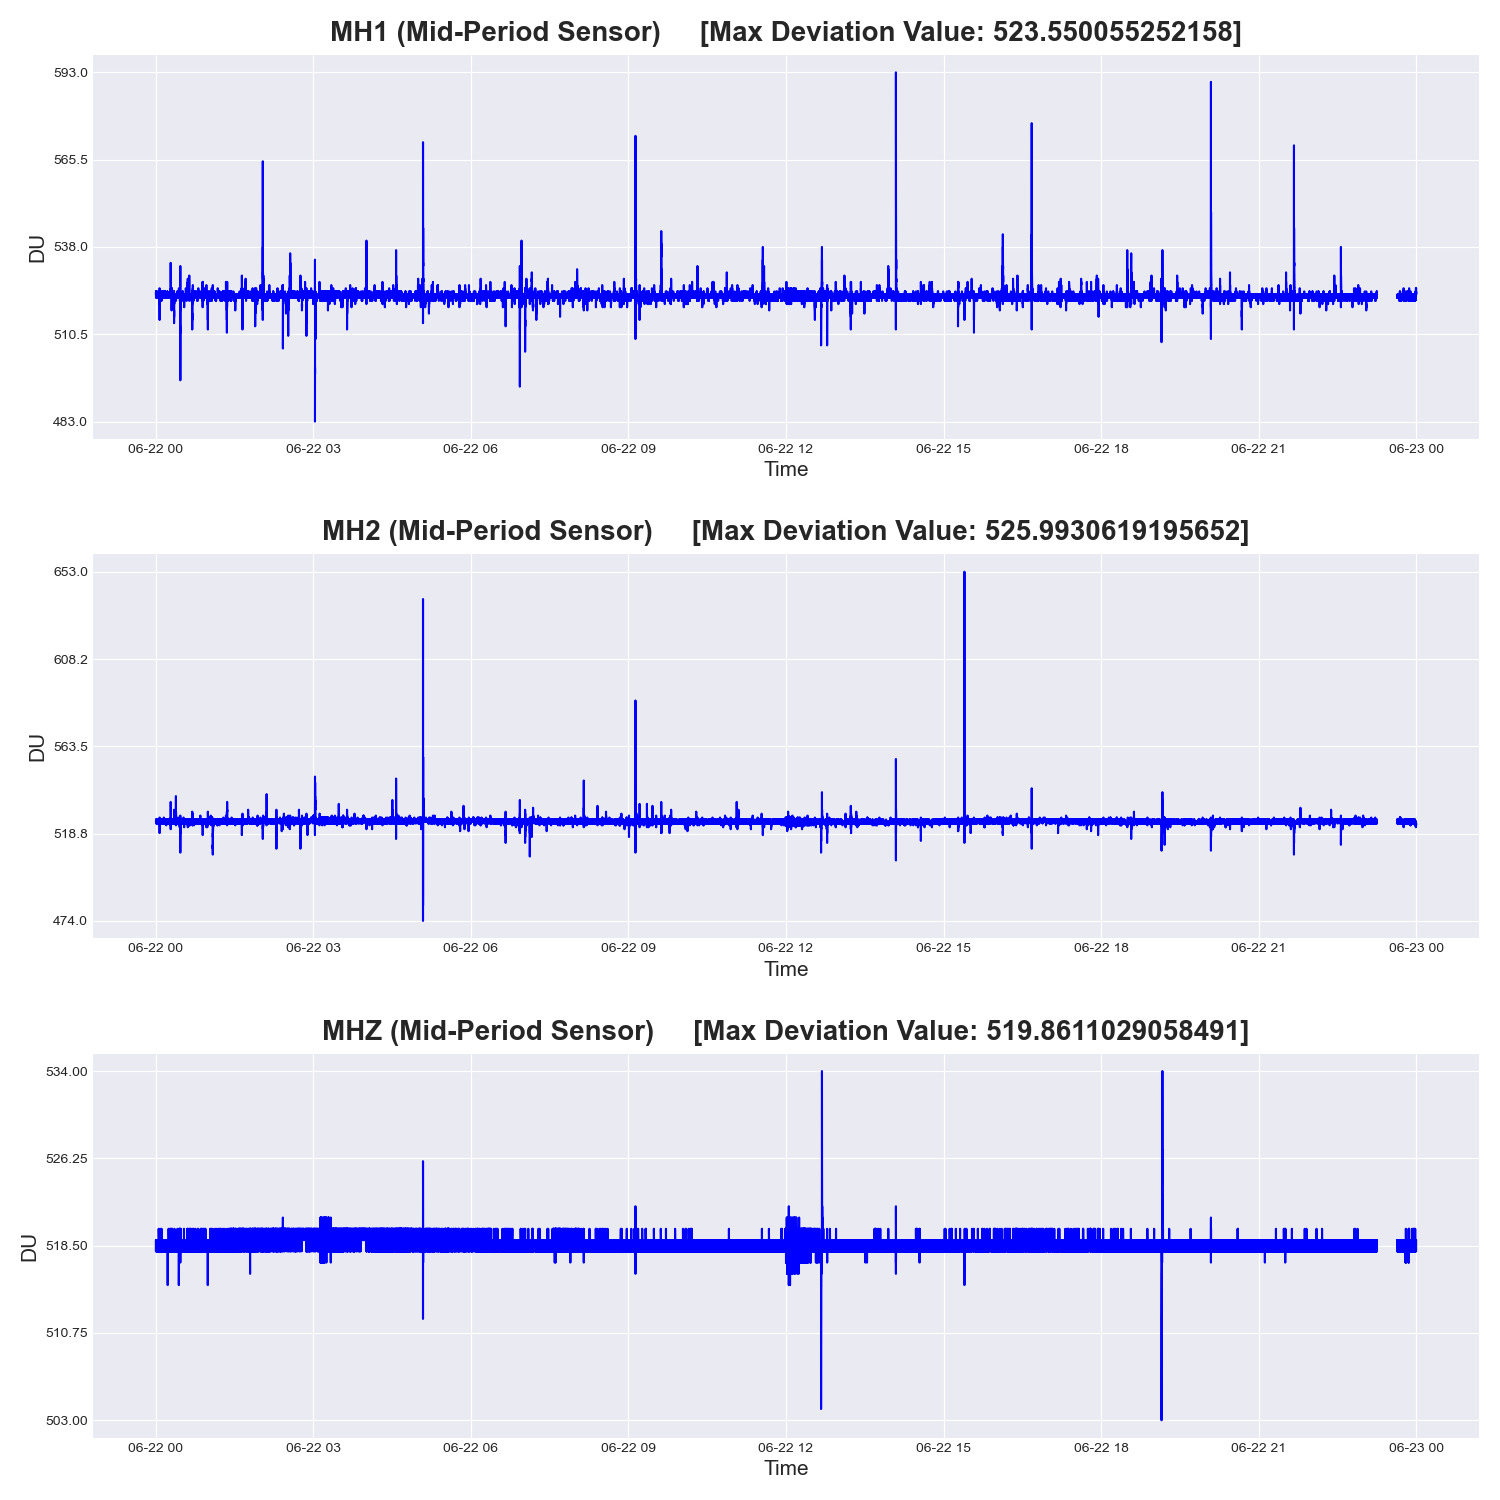 MH1 (Mid-Period Sensor) [Max Deviation Value: 523.550055252158]
593.0
565.5
538.0
510.5
483.0
DU
06-22 00 06-22 03 06-22 06 06-22 09 06-22 12 06-22 15 06-22 18 06-22 21 06-23 00
Time
MH2 (Mid-Period Sensor) [Max Deviation Value: 525.9930619195652]
653.0
608.2
563.5
518.8
474.0
DU
06-22 00 06-22 03 06-22 06 06-22 09 06-22 12 06-22 15 06-22 18 06-22 21 06-23 00
Time
MHZ (Mid-Period Sensor) [Max Deviation Value: 519.8611029058491]
534.00
526.25
518.50
510.75
503.00
DU
06-22 00 06-22 03 06-22 06 06-22 09 06-22 12 06-22 15 06-22 18 06-22 21 06-23 00
Time